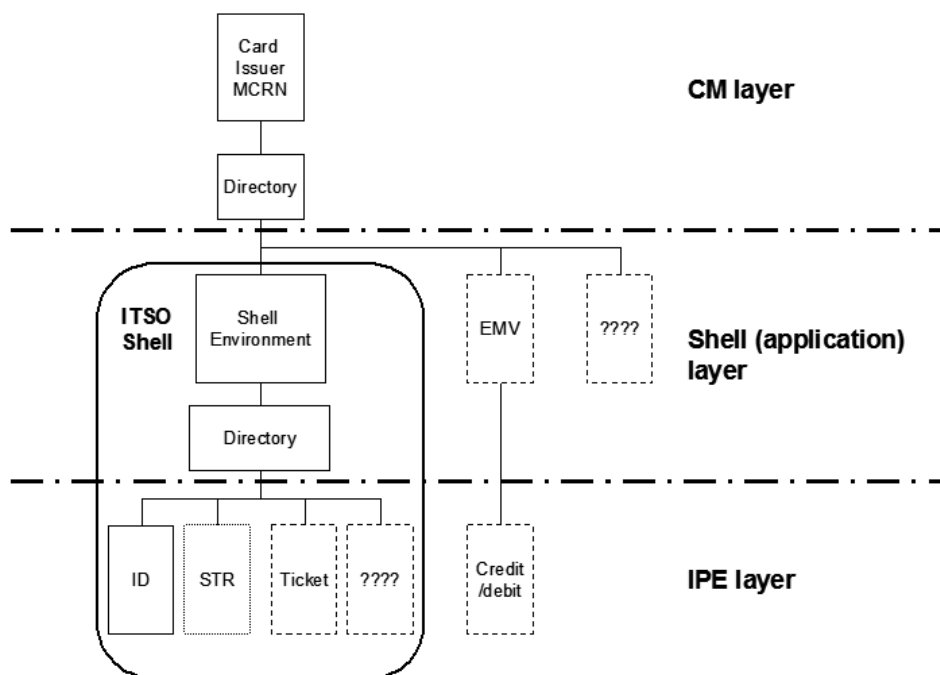 Card
Issuer
MCRN
CM layer
Directory
ITSO
Shell
Shell
Environment
EMV
????
Shell (application)
layer
Directory
ID
STR
Ticket
????
Credit
/debit
IPE layer